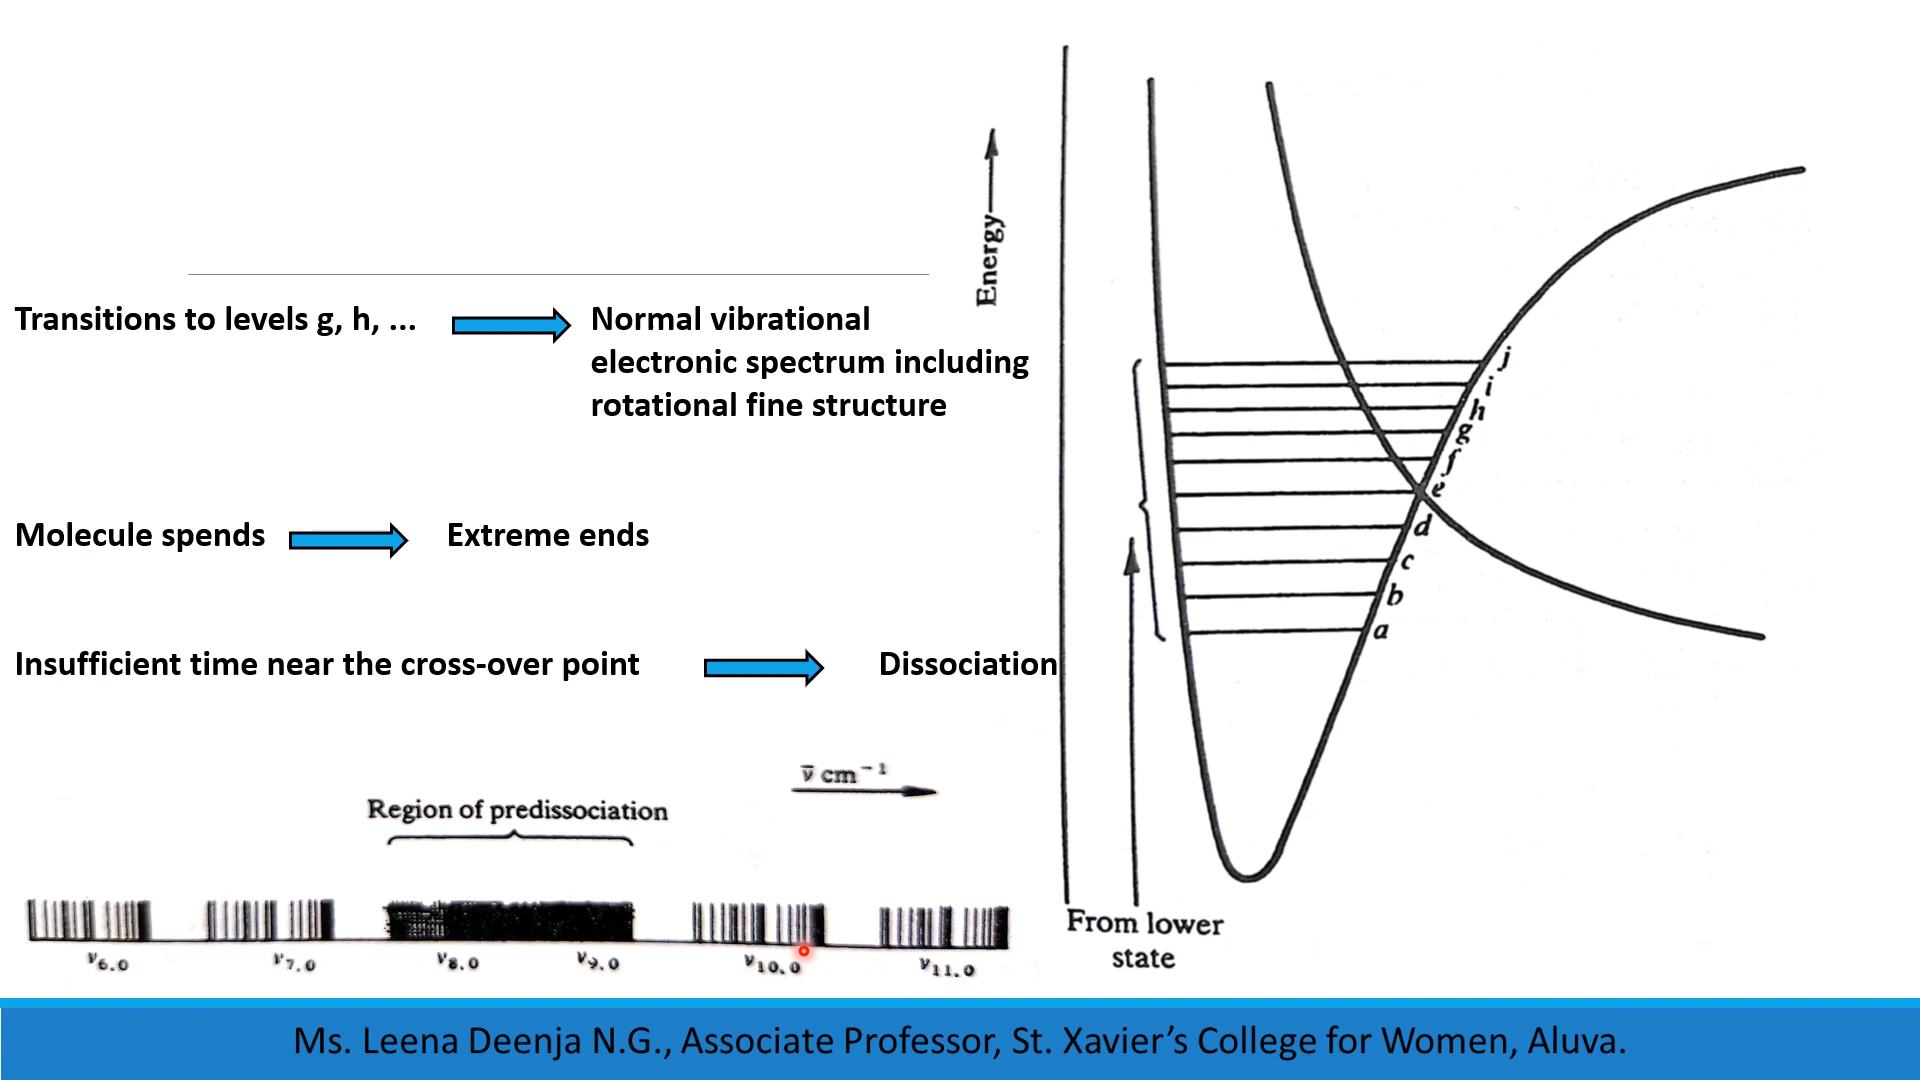 Transitions to levels g, h, ...
Normal vibrational
electronic spectrum including
rotational fine structure
Molecule spends
Extreme ends
Insufficient time near the cross-over point
Dissociation
ν̅ cm⁻¹
Region of predissociation
ν6,0
ν7,0
ν8,0
ν9,0
ν10,0
ν11,0
Energy
j
i
h
g
f
e
d
c
b
a
From lower
state
Ms. Leena Deenja N.G., Associate Professor, St. Xavier’s College for Women, Aluva.